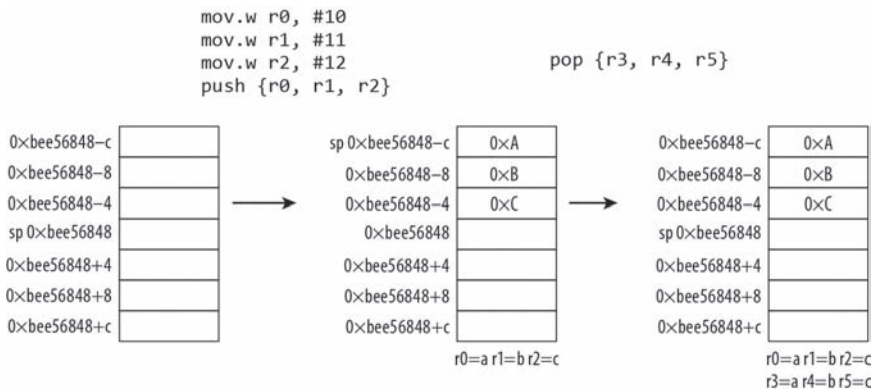 mov.w r0, #10
mov.w r1, #11
mov.w r2, #12
push {r0, r1, r2}
pop {r3, r4, r5}
0×bee56848–c
0×bee56848–8
0×bee56848–4
sp 0×bee56848
0×bee56848+4
0×bee56848+8
0×bee56848+c
sp 0×bee56848–c 0×A
0×bee56848–8 0×B
0×bee56848–4 0×C
0×bee56848
0×bee56848+4
0×bee56848+8
0×bee56848+c
r0=a r1=b r2=c
0×bee56848–c 0×A
0×bee56848–8 0×B
0×bee56848–4 0×C
sp 0×bee56848
0×bee56848+4
0×bee56848+8
0×bee56848+c
r0=a r1=b r2=c
r3=a r4=b r5=c